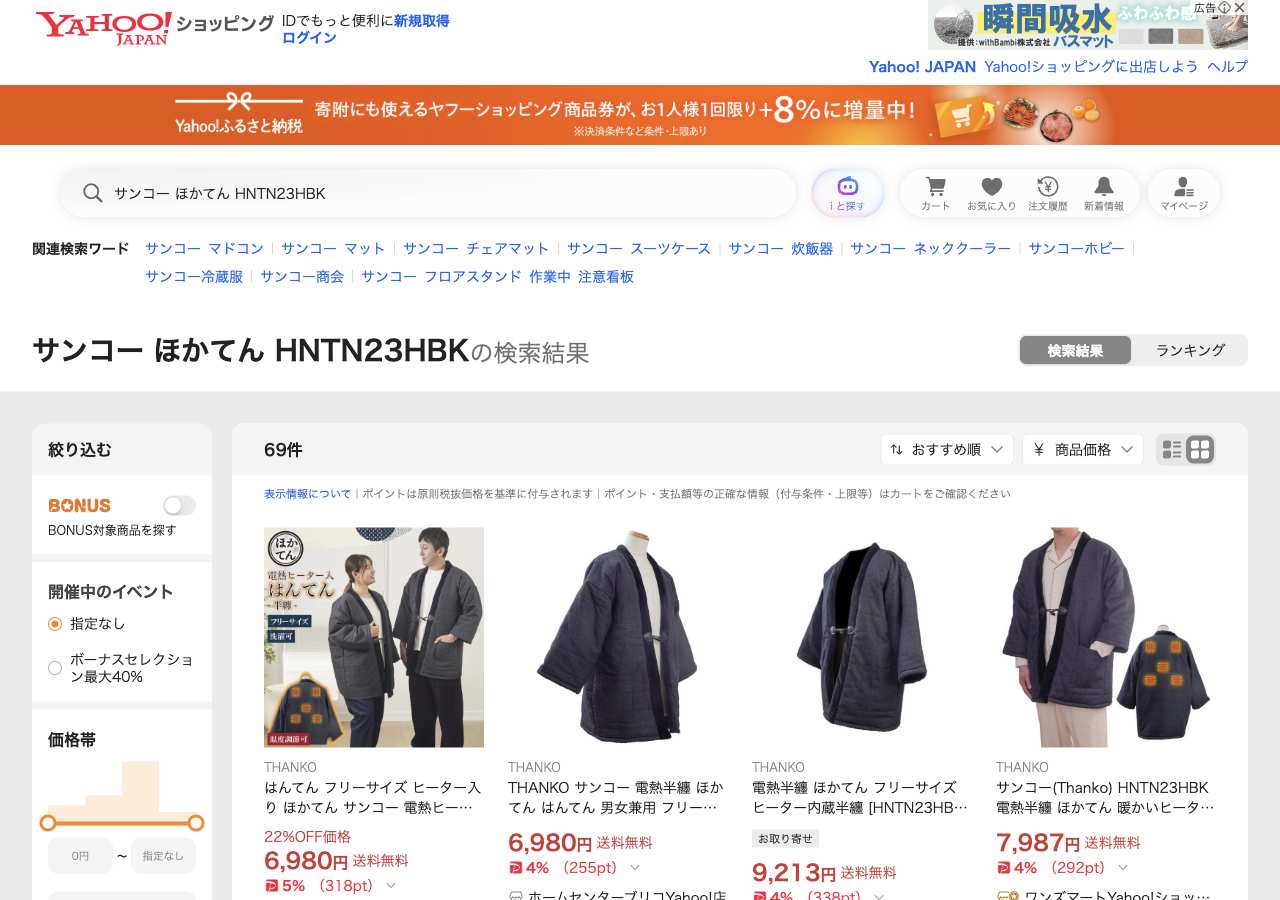 YAHOO! JAPAN ショッピング
IDでもっと便利に新規取得
ログイン
瞬間吸水
ふわふわ感
提供:withBambi株式会社 バスマット
広告
Yahoo! JAPAN Yahoo!ショッピングに出店しよう ヘルプ
Yahoo!ふるさと納税
寄附にも使えるヤフーショッピング商品券が、お1人様1回限り+8%に増量中!
※決済条件など条件・上限あり
サンコー ほかてん HNTN23HBK
iと探す
カート
お気に入り
注文履歴
新着情報
マイページ
関連検索ワード
サンコー マドコン
サンコー マット
サンコー チェアマット
サンコー スーツケース
サンコー 炊飯器
サンコー ネッククーラー
サンコーホビー
サンコー冷蔵服
サンコー商会
サンコー フロアスタンド 作業中 注意看板
サンコー ほかてん HNTN23HBKの検索結果
検索結果
ランキング
絞り込む
BONUS
BONUS対象商品を探す
開催中のイベント
指定なし
ボーナスセレクショ
ン最大40%
価格帯
0円
〜
指定なし
69件
おすすめ順
¥ 商品価格
表示情報について | ポイントは原則税抜価格を基準に付与されます | ポイント・支払額等の正確な情報（付与条件・上限等）はカートをご確認ください
ほか
てん
電熱ヒーター入
はんてん
- 半纏 -
フリーサイズ
洗濯可
温度調節可
THANKO
はんてん フリーサイズ ヒーター入
り ほかてん サンコー 電熱ヒー…
22%OFF価格
6,980円 送料無料
5% （318pt）
THANKO
THANKO サンコー 電熱半纏 ほか
てん はんてん 男女兼用 フリー…
6,980円 送料無料
4% （255pt）
ホームセンターブリコYahoo!店
THANKO
電熱半纏 ほかてん フリーサイズ
ヒーター内蔵半纏 [HNTN23HB…
お取り寄せ
9,213円 送料無料
4% （338pt）
THANKO
サンコー(Thanko) HNTN23HBK
電熱半纏 ほかてん 暖かいヒータ…
7,987円 送料無料
4% （292pt）
ワンズマートYahoo!ショッ…